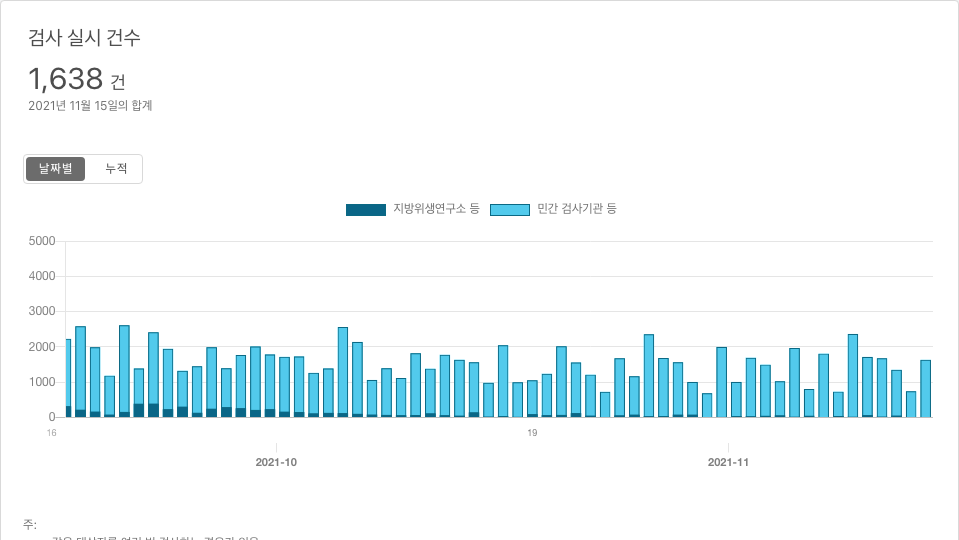 검사 실시 건수
1,638 건
2021년 11월 15일의 합계
날짜별 누적
지방위생연구소 등 민간 검사기관 등
5000
4000
3000
2000
1000
0
16 19
2021-10 2021-11
주: